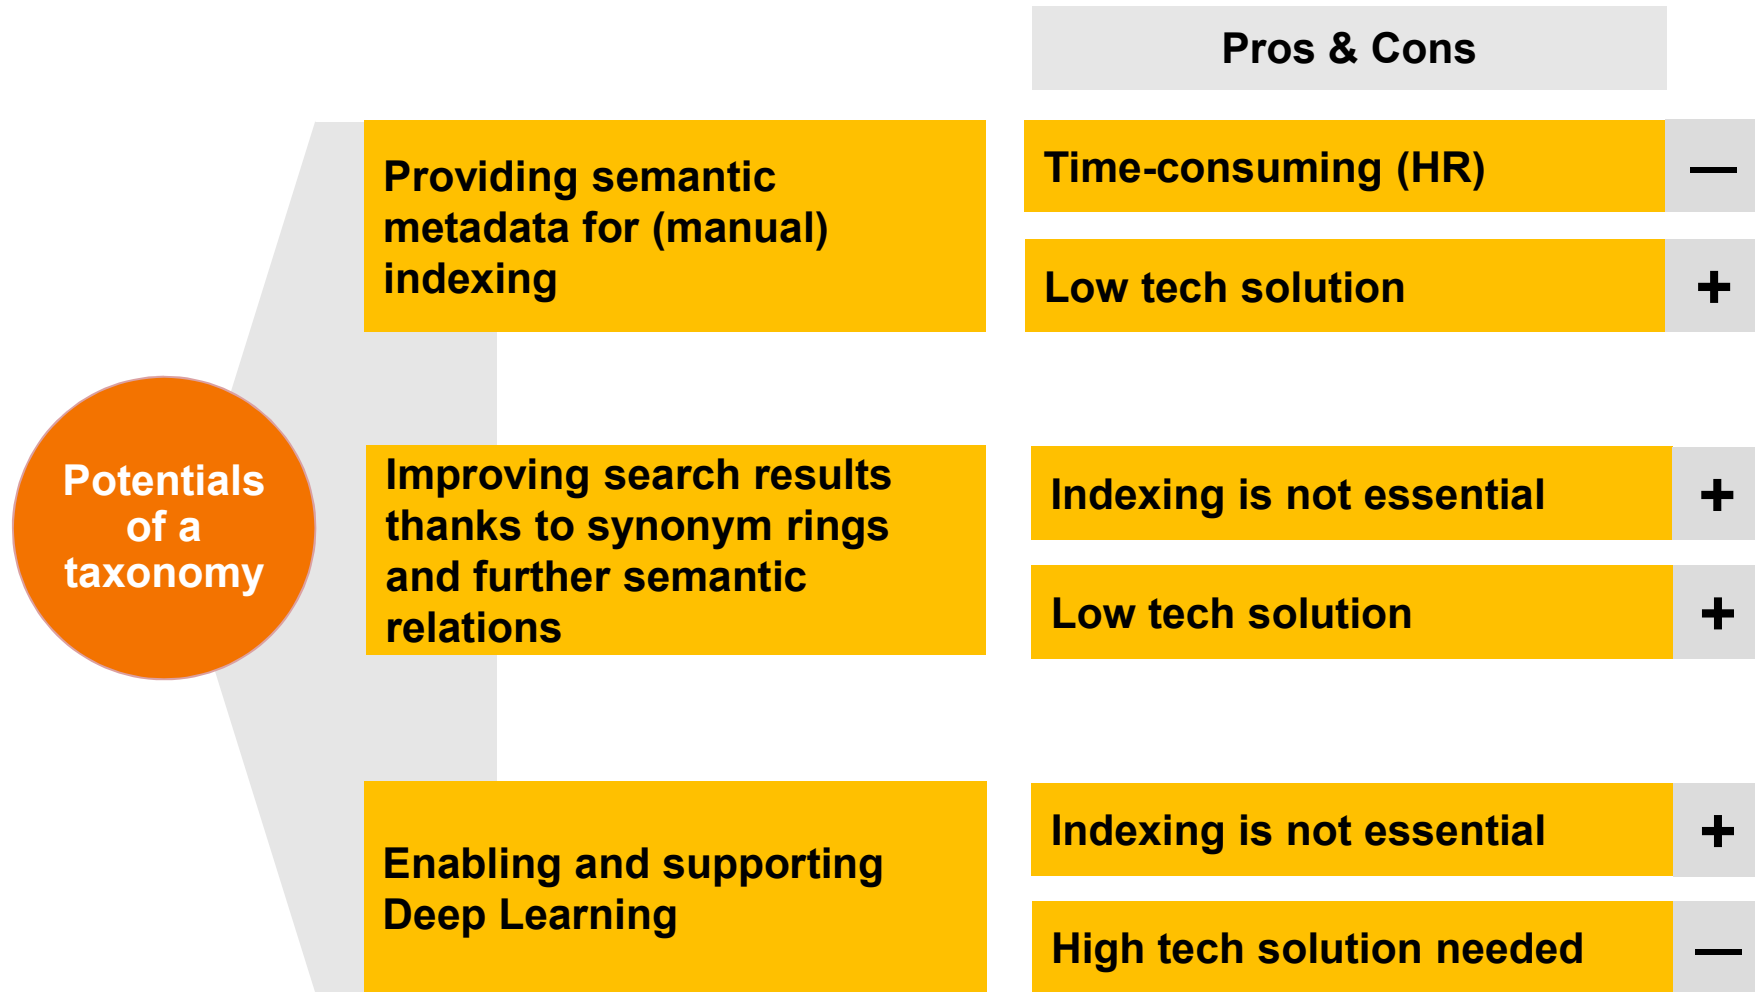 Pros & Cons
Potentials
of a
taxonomy
Providing semantic
metadata for (manual)
indexing
Time-consuming (HR)
—
Low tech solution
+
Improving search results
thanks to synonym rings
and further semantic
relations
Indexing is not essential
+
Low tech solution
+
Enabling and supporting
Deep Learning
Indexing is not essential
+
High tech solution needed
—